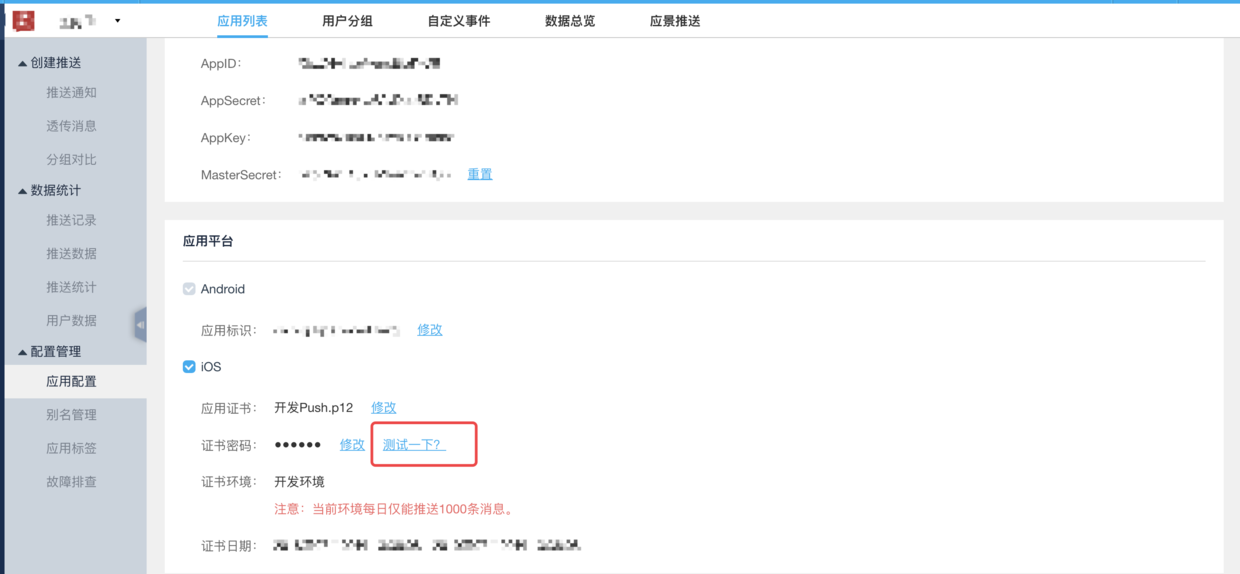 应用列表 用户分组 自定义事件 数据总览 应景推送
创建推送
推送通知
透传消息
分组对比
数据统计
推送记录
推送数据
推送统计
用户数据
配置管理
应用配置
别名管理
应用标签
故障排查
AppID：
AppSecret：
AppKey：
MasterSecret： 重置
应用平台
Android
应用标识： 修改
iOS
应用证书： 开发Push.p12 修改
证书密码： •••••• 修改 测试一下？
证书环境： 开发环境
注意：当前环境每日仅能推送1000条消息。
证书日期：